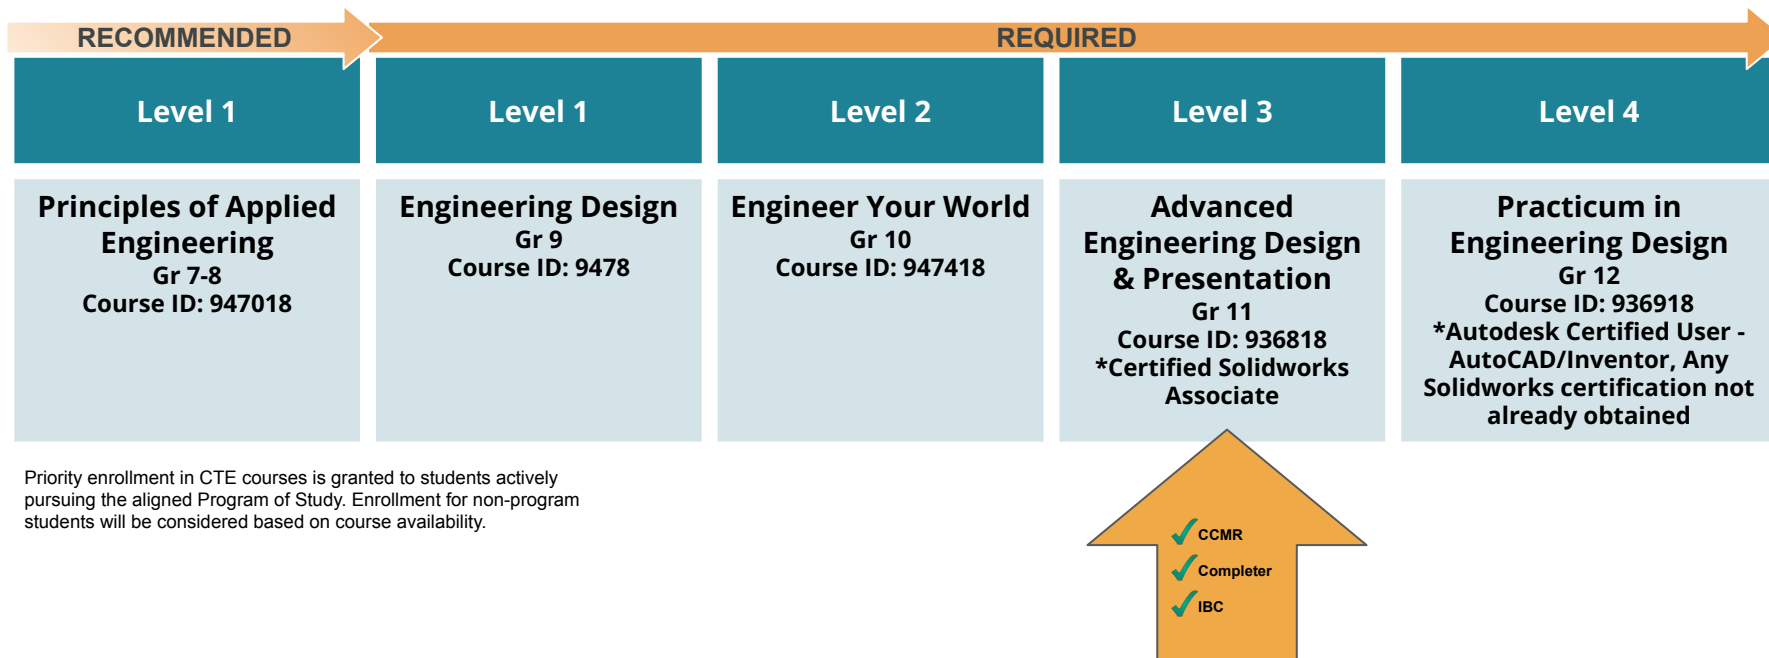 RECOMMENDED
REQUIRED
Level 1
Level 1
Level 2
Level 3
Level 4
Principles of Applied
Engineering
Gr 7-8
Course ID: 947018
Engineering Design
Gr 9
Course ID: 9478
Engineer Your World
Gr 10
Course ID: 947418
Advanced
Engineering Design
& Presentation
Gr 11
Course ID: 936818
*Certified Solidworks
Associate
Practicum in
Engineering Design
Gr 12
Course ID: 936918
*Autodesk Certified User -
AutoCAD/Inventor, Any
Solidworks certification not
already obtained
Priority enrollment in CTE courses is granted to students actively
pursuing the aligned Program of Study. Enrollment for non-program
students will be considered based on course availability.
CCMR
Completer
IBC